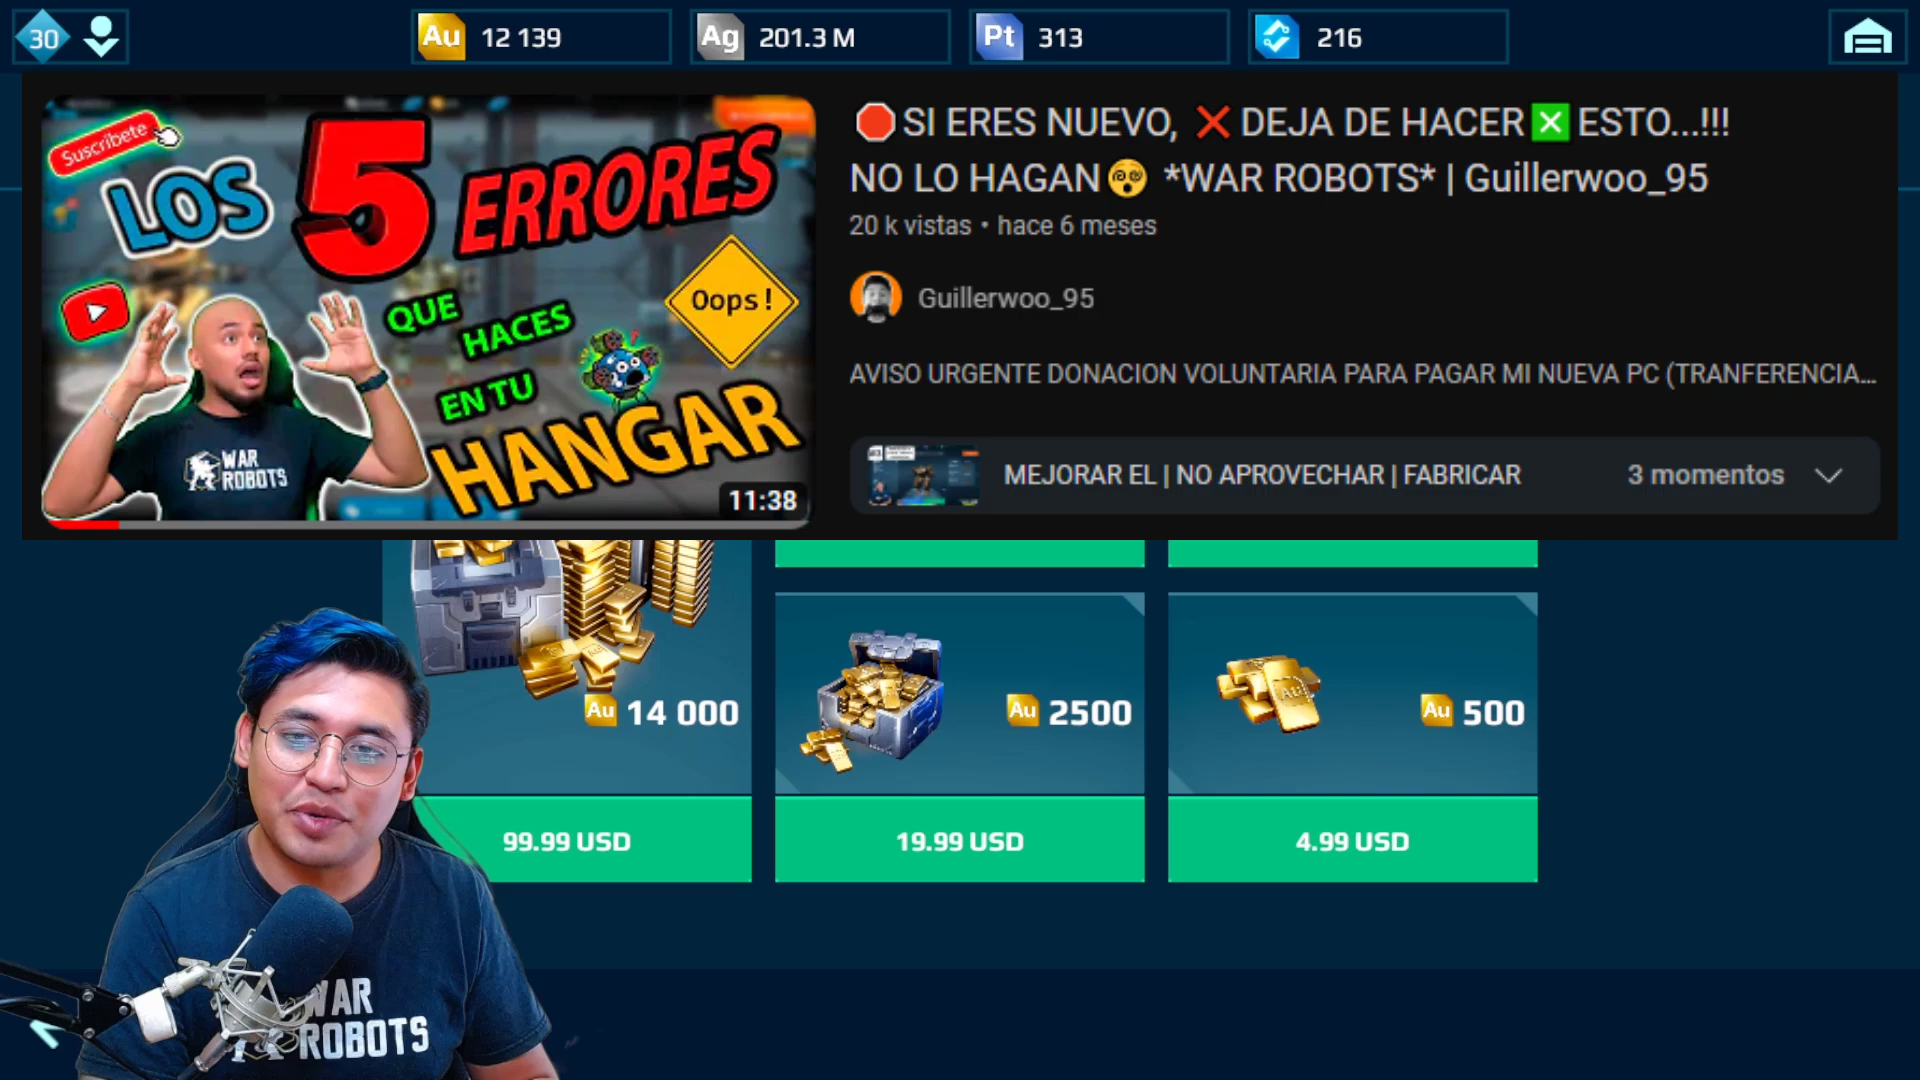 30
Au 12 139
Ag 201.3 M
Pt 313
216
Suscríbete
LOS 5 ERRORES
QUE HACES
EN TU
HANGAR
Oops!
WAR
ROBOTS
11:38
🛑SI ERES NUEVO, ❌ DEJA DE HACER❎ESTO...!!!
NO LO HAGAN😵‍💫 *WAR ROBOTS* | Guillerwoo_95
20 k vistas • hace 6 meses
Guillerwoo_95
AVISO URGENTE DONACION VOLUNTARIA PARA PAGAR MI NUEVA PC (TRANFERENCIA...
MEJORAR EL | NO APROVECHAR | FABRICAR
3 momentos
Au 14 000
Au 2500
Au 500
99.99 USD
19.99 USD
4.99 USD
WAR
ROBOTS